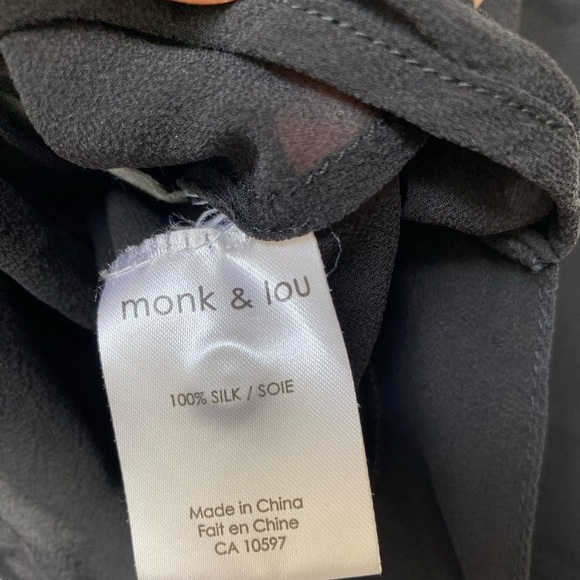 monk & lou
100% SILK / SOIE
Made in China
Fait en Chine
CA 10597